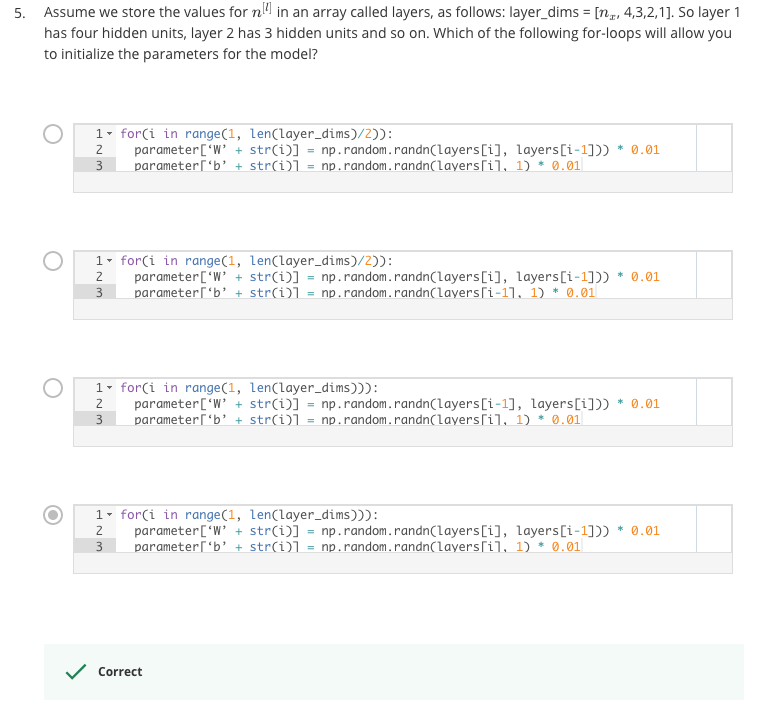 5. Assume we store the values for n^[l] in an array called layers, as follows: layer_dims = [n_x, 4,3,2,1]. So layer 1
has four hidden units, layer 2 has 3 hidden units and so on. Which of the following for-loops will allow you
to initialize the parameters for the model?
1 for(i in range(1, len(layer_dims)/2)):
2 parameter[‘W’ + str(i)] = np.random.randn(layers[i], layers[i-1])) * 0.01
3 parameter[‘b’ + str(i)] = np.random.randn(layers[i], 1) * 0.01
1 for(i in range(1, len(layer_dims)/2)):
2 parameter[‘W’ + str(i)] = np.random.randn(layers[i], layers[i-1])) * 0.01
3 parameter[‘b’ + str(i)] = np.random.randn(layers[i-1], 1) * 0.01
1 for(i in range(1, len(layer_dims))):
2 parameter[‘W’ + str(i)] = np.random.randn(layers[i-1], layers[i])) * 0.01
3 parameter[‘b’ + str(i)] = np.random.randn(layers[i], 1) * 0.01
1 for(i in range(1, len(layer_dims))):
2 parameter[‘W’ + str(i)] = np.random.randn(layers[i], layers[i-1])) * 0.01
3 parameter[‘b’ + str(i)] = np.random.randn(layers[i], 1) * 0.01
Correct